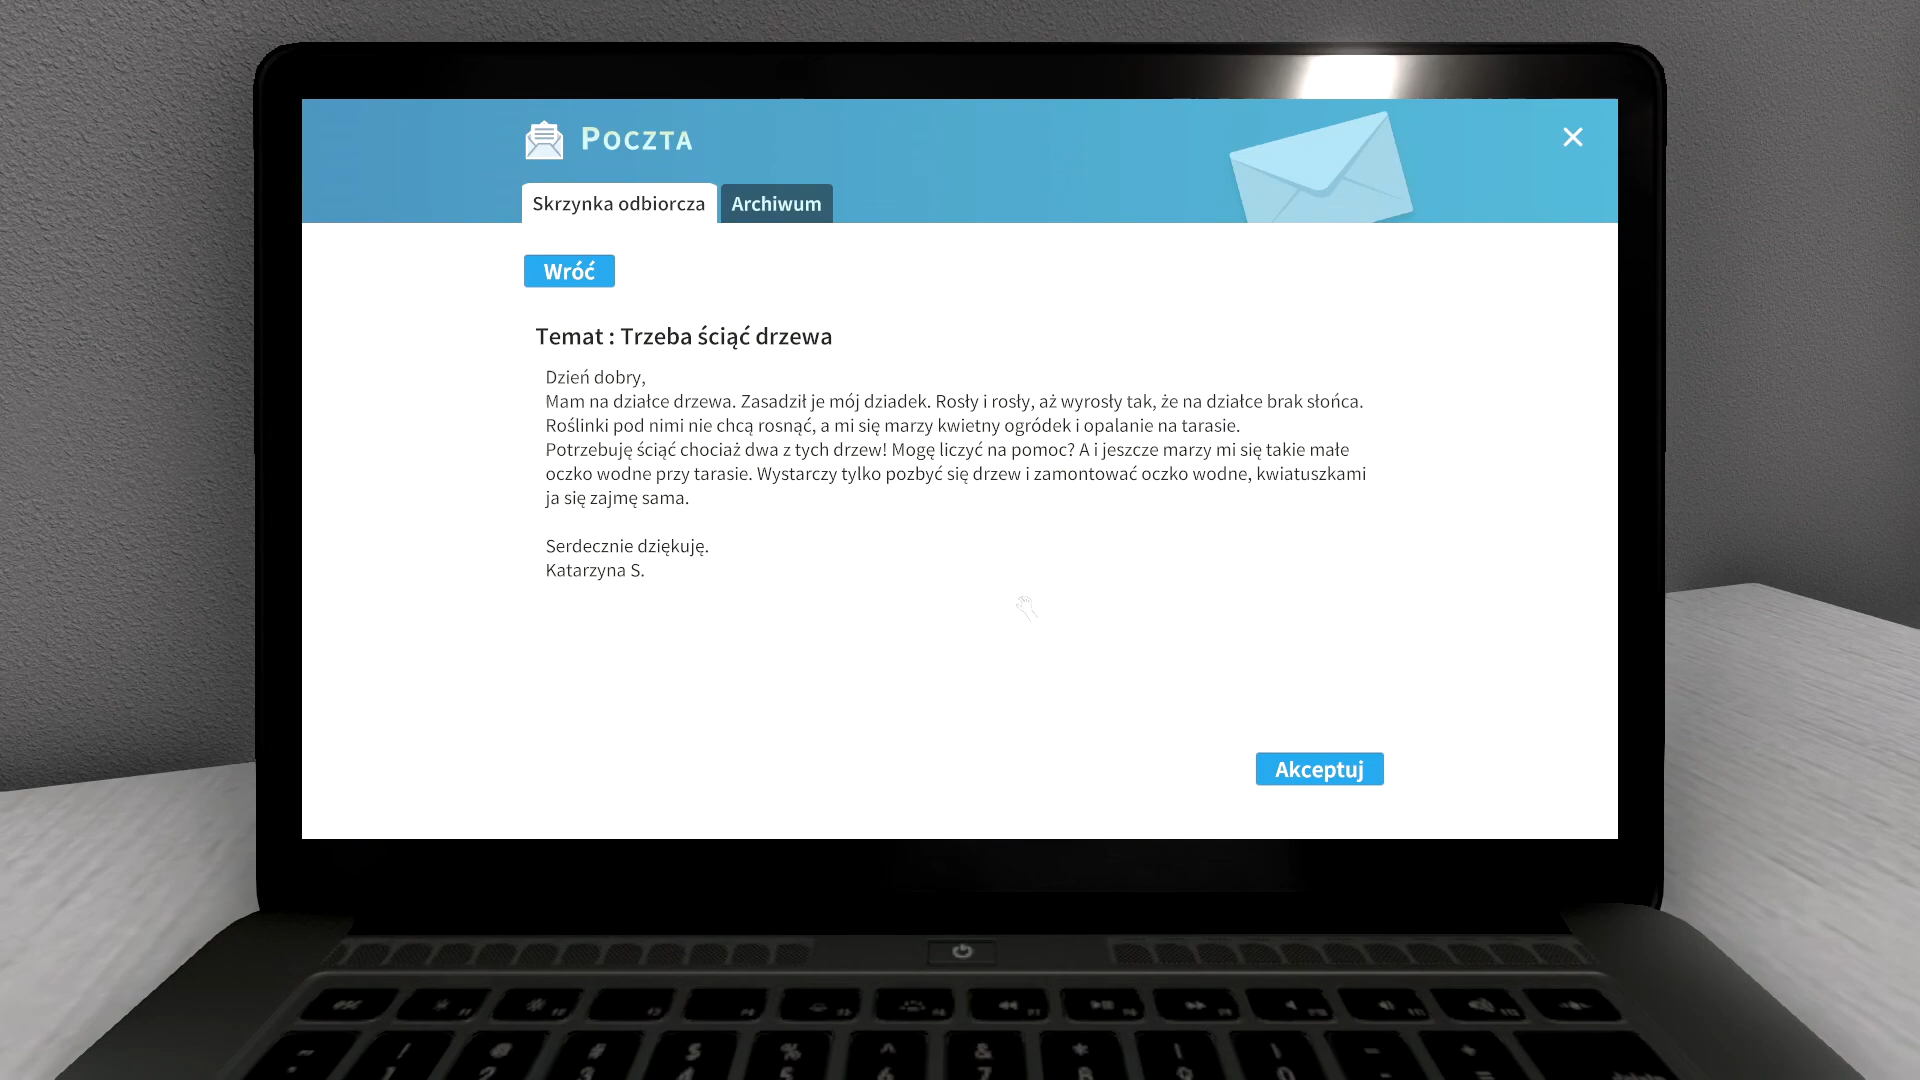 Poczta
Skrzynka odbiorcza
Archiwum
Wróć
Temat : Trzeba ściąć drzewa
Dzień dobry,
Mam na działce drzewa. Zasadził je mój dziadek. Rosły i rosły, aż wyrosły tak, że na działce brak słońca.
Roślinki pod nimi nie chcą rosnąć, a mi się marzy kwietny ogródek i opalanie na tarasie.
Potrzebuję ściąć chociaż dwa z tych drzew! Mogę liczyć na pomoc? A i jeszcze marzy mi się takie małe
oczko wodne przy tarasie. Wystarczy tylko pozbyć się drzew i zamontować oczko wodne, kwiatuszkami
ja się zajmę sama.
Serdecznie dziękuję.
Katarzyna S.
Akceptuj
esc